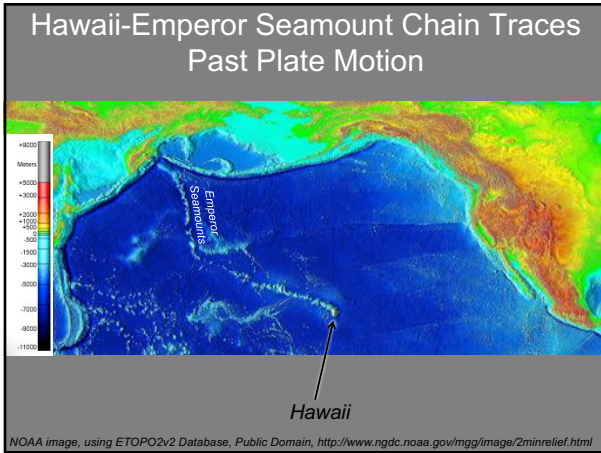 Hawaii-Emperor Seamount Chain Traces
Past Plate Motion
+9000
Meters
+5000
+3000
+2000
+1000
+500
0
-500
-1500
-3000
-5000
-7000
-9000
-11000
Emperor
Seamounts
Hawaii
NOAA image, using ETOPO2v2 Database, Public Domain, http://www.ngdc.noaa.gov/mgg/image/2minrelief.html